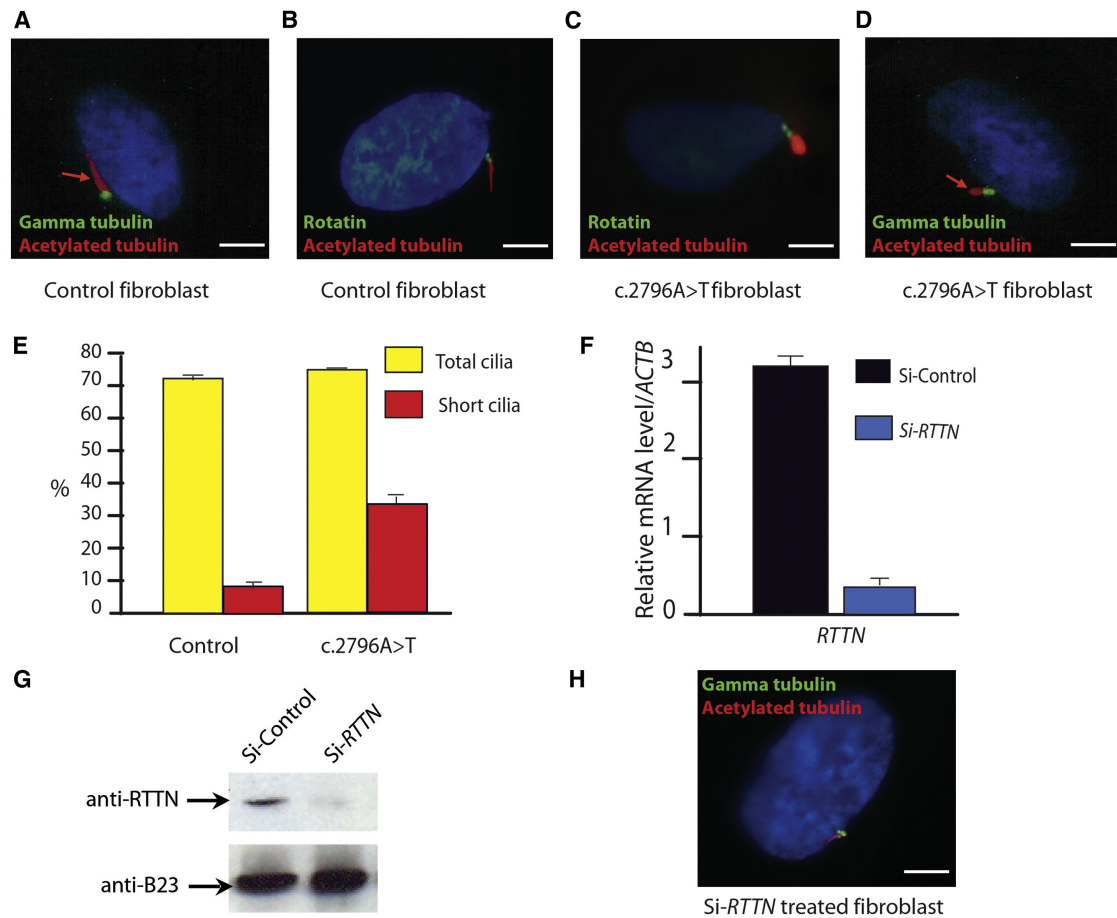 A
B
C
D
Gamma tubulin
Acetylated tubulin
Rotatin
Acetylated tubulin
Rotatin
Acetylated tubulin
Gamma tubulin
Acetylated tubulin
Control fibroblast
Control fibroblast
c.2796A>T fibroblast
c.2796A>T fibroblast
E
80
70
60
50
40
30
20
10
0
%
Total cilia
Short cilia
Control
c.2796A>T
F
Relative mRNA level/ACTB
3
2
1
0
Si-Control
Si-RTTN
RTTN
G
Si-Control
Si-RTTN
anti-RTTN
anti-B23
H
Gamma tubulin
Acetylated tubulin
Si-RTTN treated fibroblast